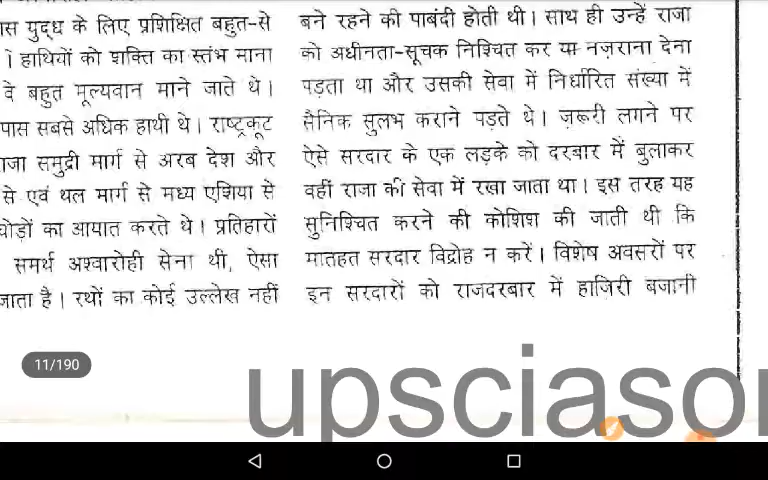 युद्ध के लिए प्रशिक्षित बहुत-से
हाथियों को शक्ति का स्तंभ माना
वे बहुत मूल्यवान माने जाते थे।
पास सबसे अधिक हाथी थे। राष्ट्रकूट
राजा समुद्री मार्ग से अरब देश और
से एवं थल मार्ग से मध्य एशिया से
घोड़ों का आयात करते थे। प्रतिहारों
समर्थ अश्वारोही सेना थी, ऐसा
जाता है। रथों का कोई उल्लेख नहीं
बने रहने की पाबंदी होती थी। साथ ही उन्हें राजा
को अधीनता-सूचक निश्चित कर या नज़राना देना
पड़ता था और उसकी सेवा में निर्धारित संख्या में
सैनिक सुलभ कराने पड़ते थे। ज़रूरी लगने पर
ऐसे सरदार के एक लड़के को दरबार में बुलाकर
वहीं राजा की सेवा में रखा जाता था। इस तरह यह
सुनिश्चित करने की कोशिश की जाती थी कि
मातहत सरदार विद्रोह न करें। विशेष अवसरों पर
इन सरदारों को राजदरबार में हाज़िरी बजानी
11/190
upsciasor